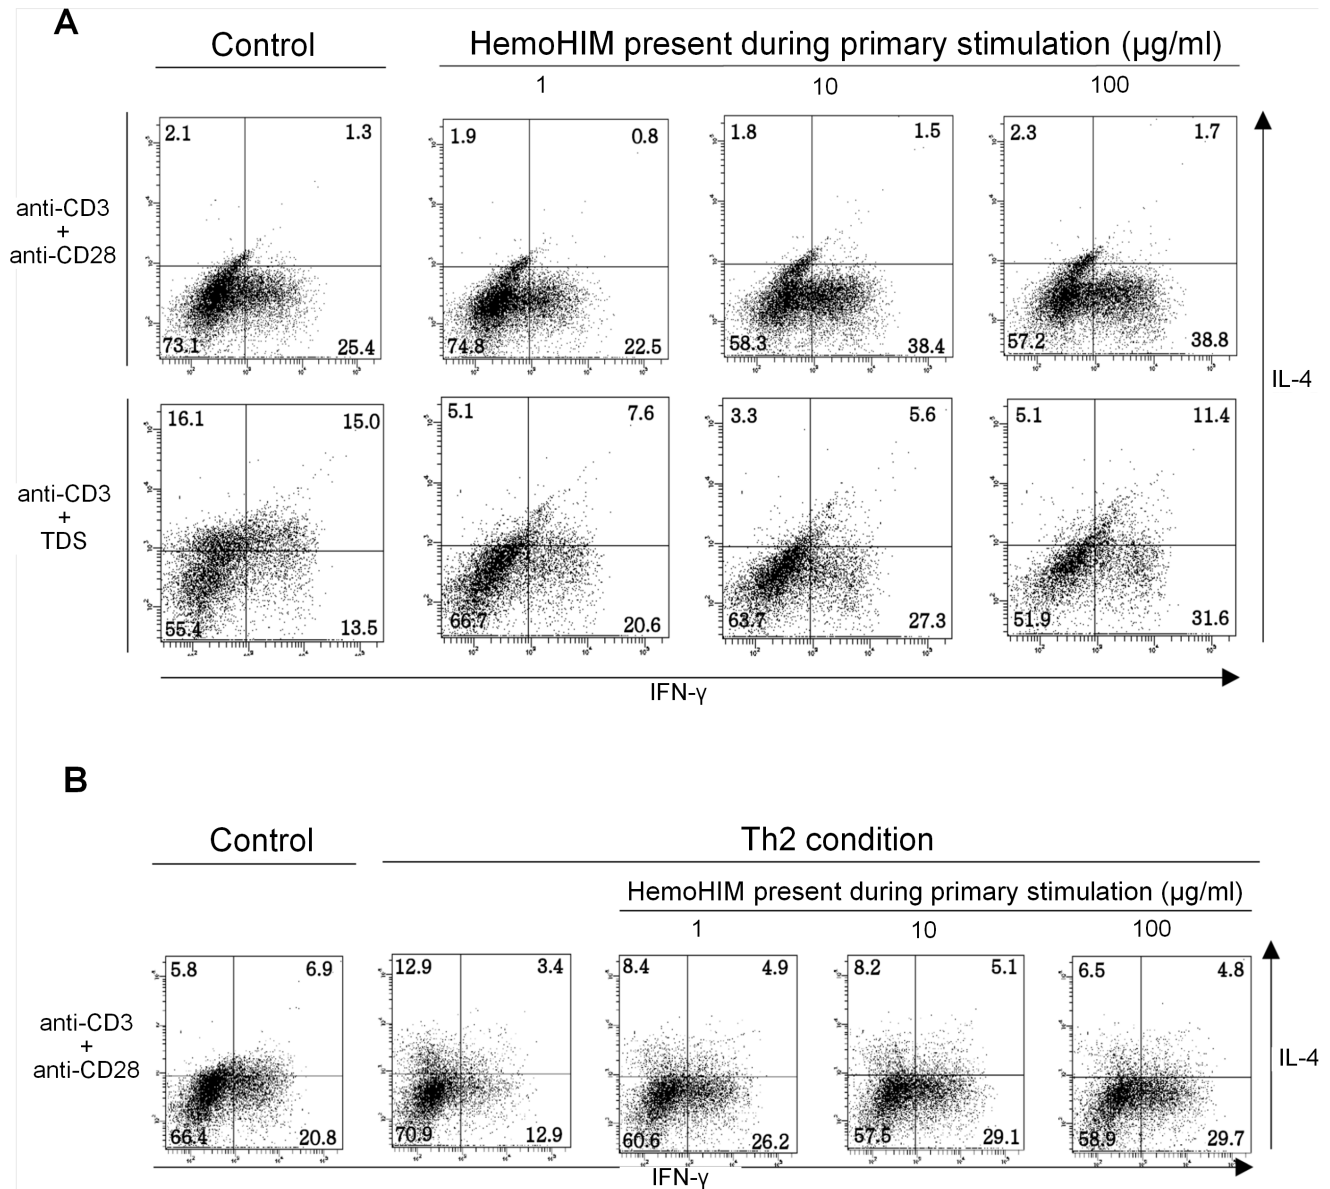 A
Control
HemoHIM present during primary stimulation (μg/ml)
1 10 100
anti-CD3
+
anti-CD28
2.1 1.3
73.1 25.4
1.9 0.8
74.8 22.5
1.8 1.5
58.3 38.4
2.3 1.7
57.2 38.8
IL-4
anti-CD3
+
TDS
16.1 15.0
55.4 13.5
5.1 7.6
66.7 20.6
3.3 5.6
63.7 27.3
5.1 11.4
51.9 31.6
IFN-γ
B
Control
Th2 condition
HemoHIM present during primary stimulation (μg/ml)
1 10 100
anti-CD3
+
anti-CD28
5.8 6.9
66.4 20.8
12.9 3.4
70.9 12.9
8.4 4.9
60.6 26.2
8.2 5.1
57.5 29.1
6.5 4.8
58.9 29.7
IL-4
IFN-γ